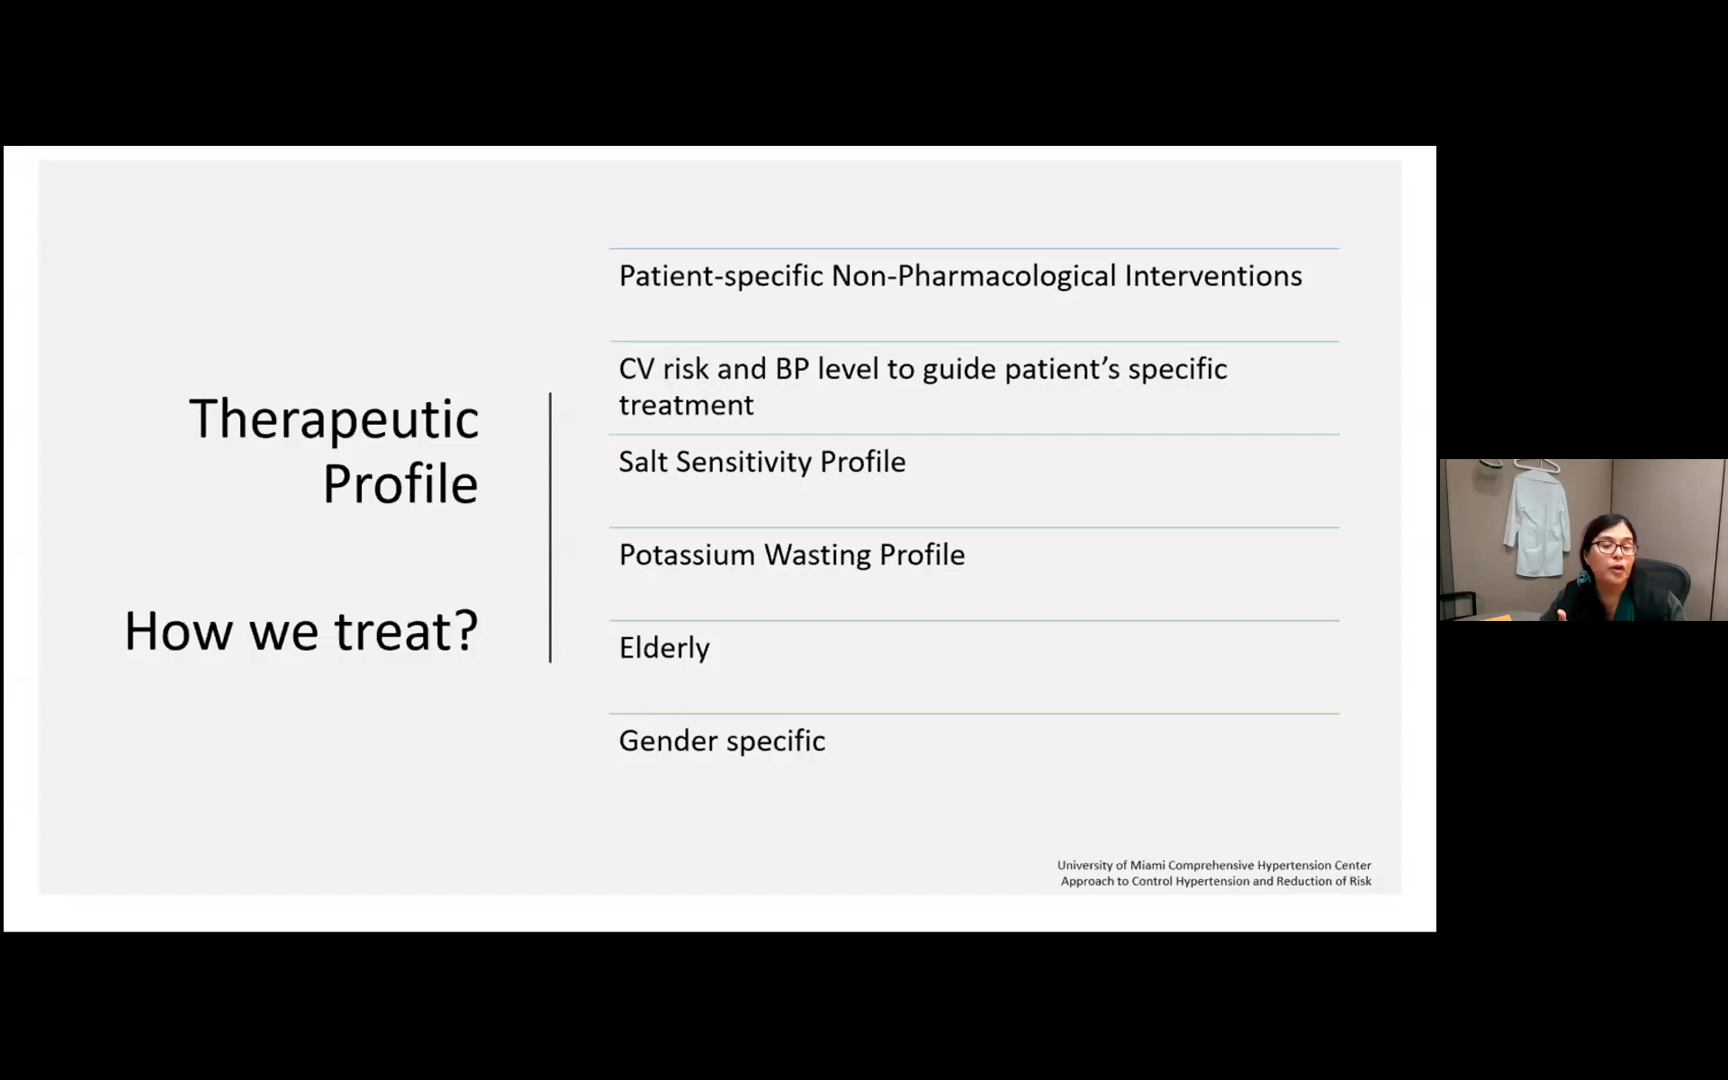 Therapeutic
Profile
How we treat?
Patient-specific Non-Pharmacological Interventions
CV risk and BP level to guide patient’s specific
treatment
Salt Sensitivity Profile
Potassium Wasting Profile
Elderly
Gender specific
University of Miami Comprehensive Hypertension Center
Approach to Control Hypertension and Reduction of Risk